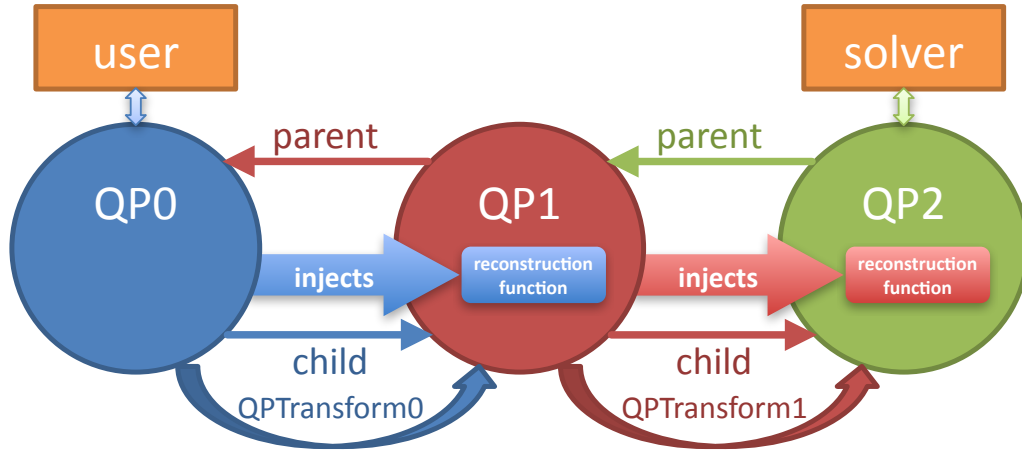 user
solver
parent
parent
QP0
QP1
QP2
injects
reconstruction
function
injects
reconstruction
function
child
child
QPTransform0
QPTransform1